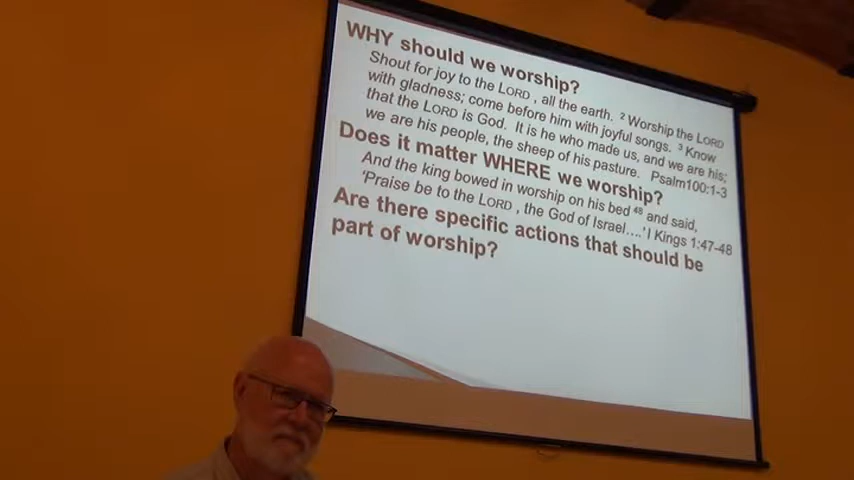 WHY should we worship?
Shout for joy to the LORD , all the earth. ² Worship the LORD
with gladness; come before him with joyful songs. ³ Know
that the LORD is God. It is he who made us, and we are his;
we are his people, the sheep of his pasture. Psalm100:1-3
Does it matter WHERE we worship?
And the king bowed in worship on his bed ⁴⁸ and said,
'Praise be to the LORD , the God of Israel….' I Kings 1:47-48
Are there specific actions that should be
part of worship?